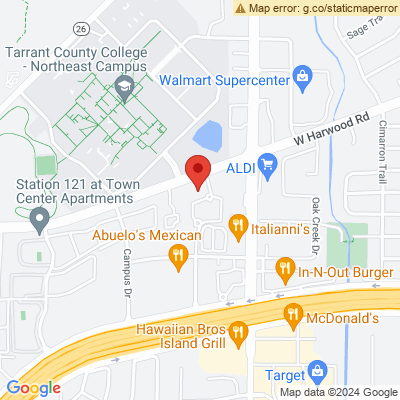 Map error: g.co/staticmaperror
26
Tarrant County College
- Northeast Campus
Sage Tra
Walmart Supercenter
W Harwood Rd
Cimarron Trail
ALDI
Station 121 at Town
Center Apartments
Oak Creek Dr
Italianni's
Abuelo's Mexican
Campus Dr
In-N-Out Burger
McDonald's
Hawaiian Bros
Island Grill
Target
Google
Map data ©2024 Google